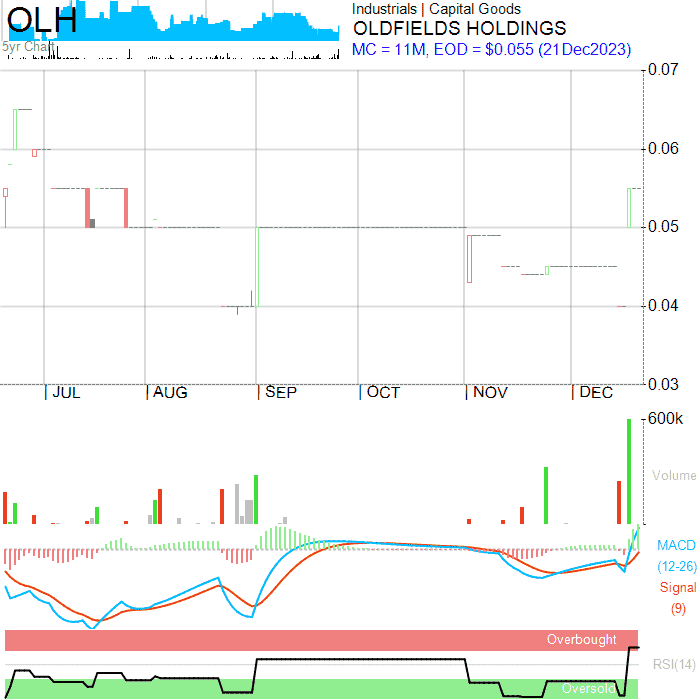 OLH
5yr Chart
Industrials | Capital Goods
OLDFIELDS HOLDINGS
MC = 11M, EOD = $0.055 (21Dec2023)
0.07
0.06
0.05
0.04
0.03
JUL AUG SEP OCT NOV DEC
600k
Volume
MACD
(12-26)
Signal
(9)
Overbought
RSI(14)
Oversold